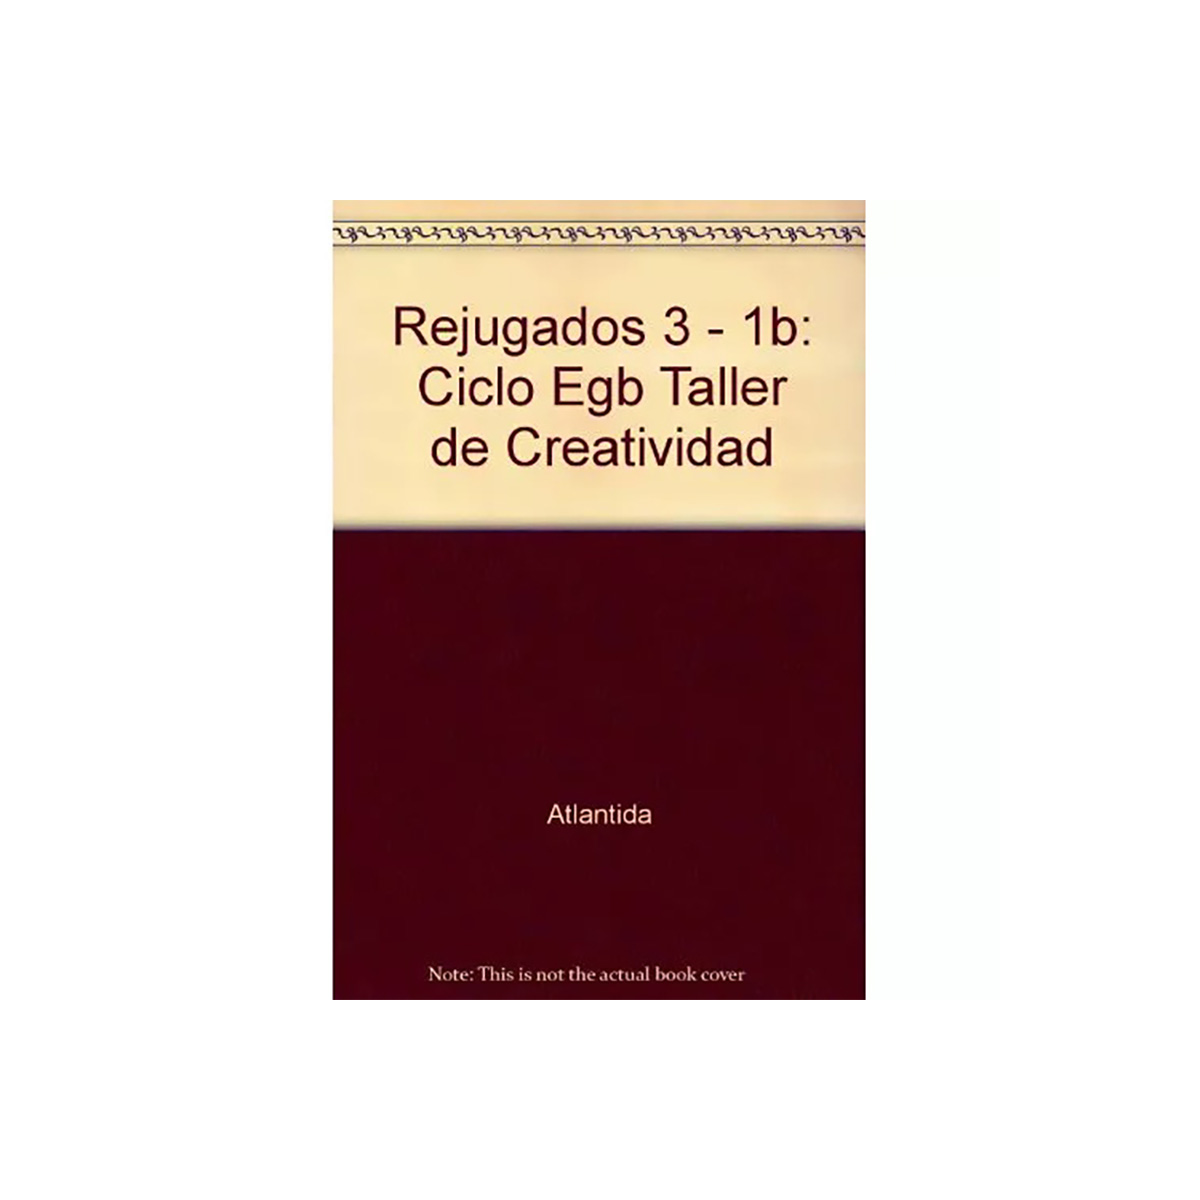 Rejugados 3 - 1b:
Ciclo Egb Taller
de Creatividad
Atlantida
Note: This is not the actual book cover